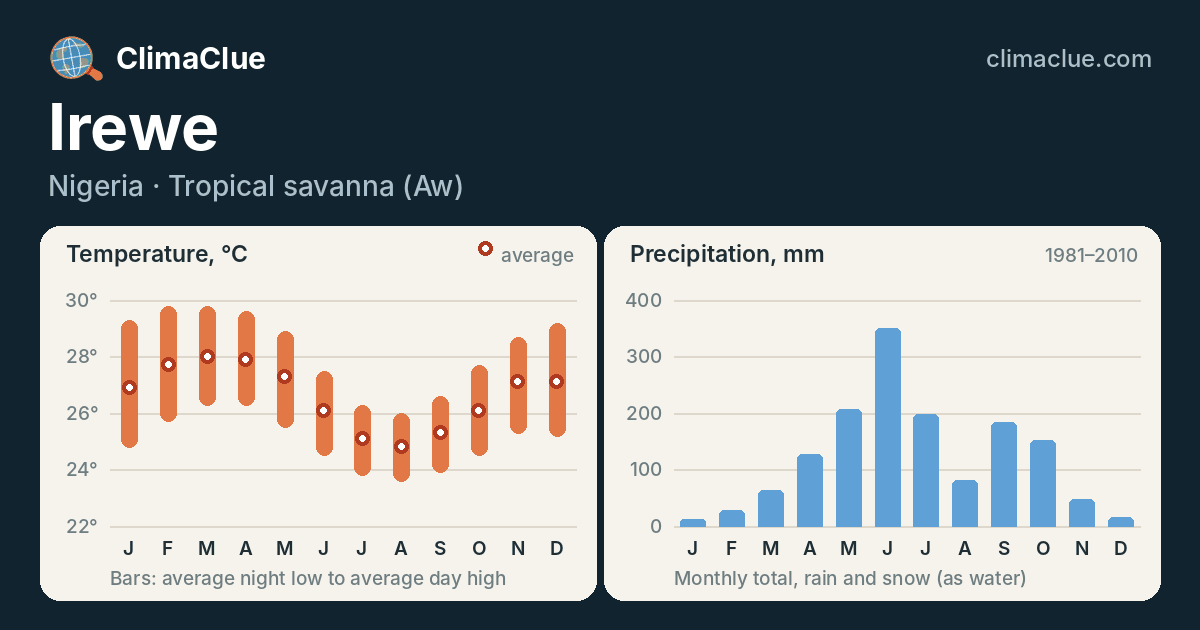 ClimaClue
climaclue.com
Irewe
Nigeria · Tropical savanna (Aw)
Temperature, °C
average
30°
28°
26°
24°
22°
J F M A M J J A S O N D
Bars: average night low to average day high
Precipitation, mm
1981–2010
400
300
200
100
0
J F M A M J J A S O N D
Monthly total, rain and snow (as water)